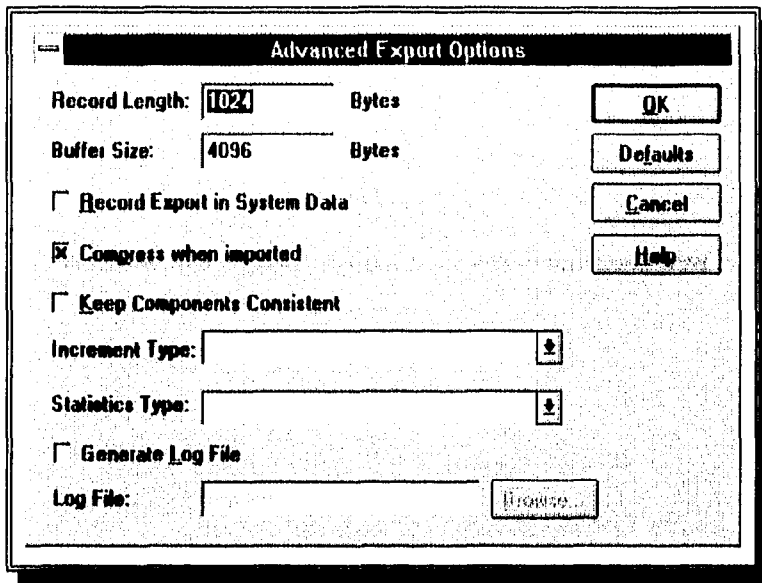 Advanced Export Options
Record Length: 1024 Bytes
OK
Buffer Size: 4096 Bytes
Defaults
Record Export in System Data
Cancel
Compress when imported
Help
Keep Components Consistent
Increment Type:
Statistics Type:
Generate Log File
Log File:
Browse...